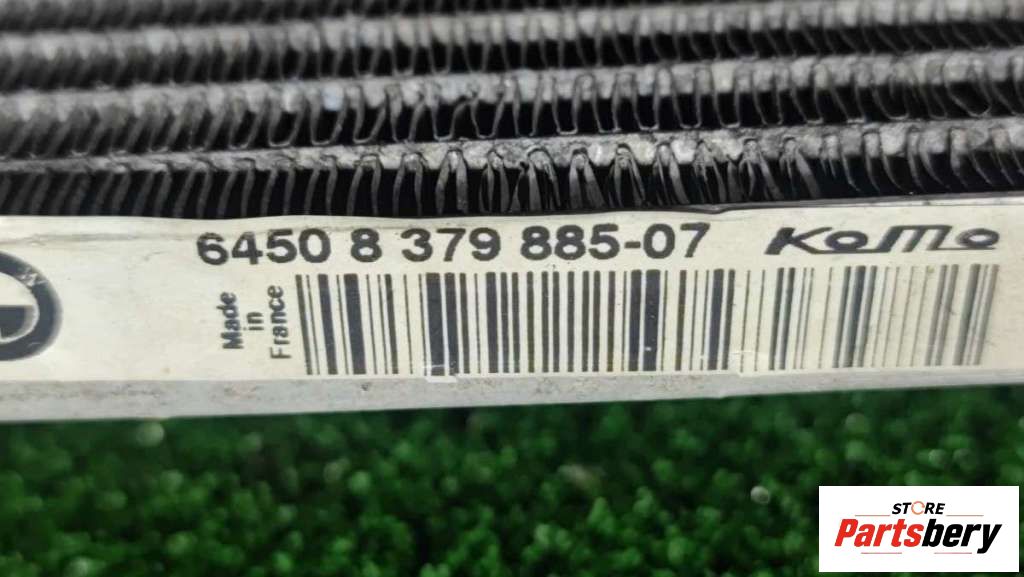 6450 8 379 885-07 KoMo
Made
in
France
STORE
Partsbery